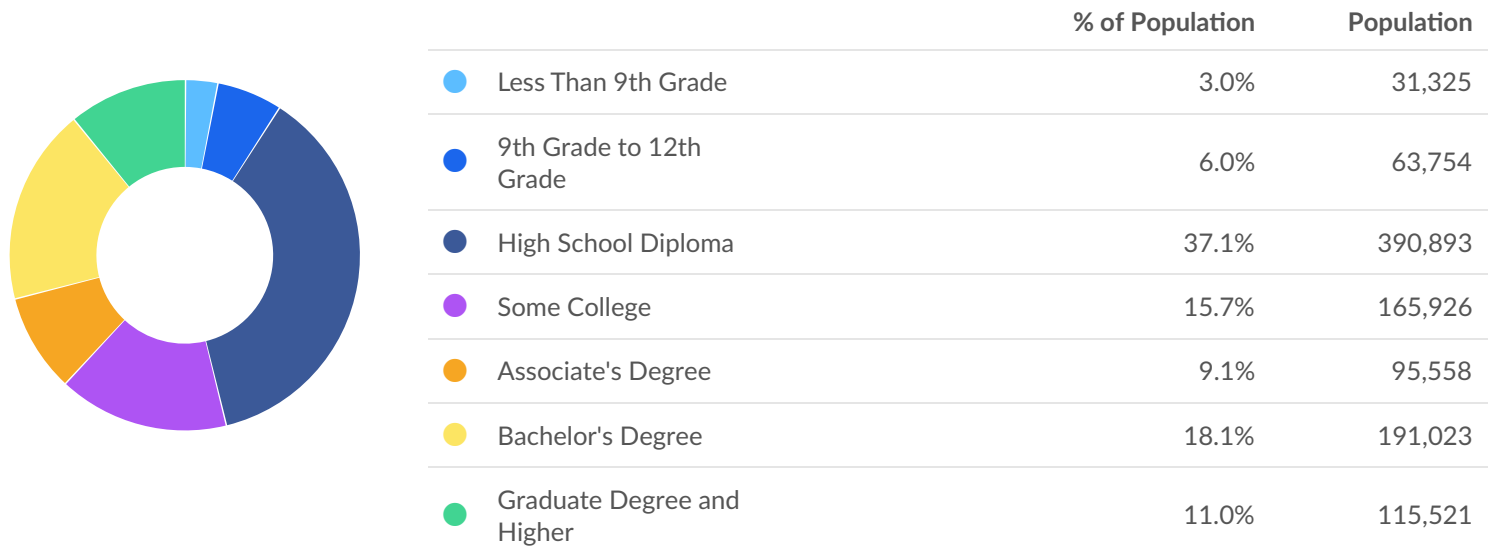 % of Population Population
Less Than 9th Grade 3.0% 31,325
9th Grade to 12th
Grade 6.0% 63,754
High School Diploma 37.1% 390,893
Some College 15.7% 165,926
Associate's Degree 9.1% 95,558
Bachelor's Degree 18.1% 191,023
Graduate Degree and
Higher 11.0% 115,521